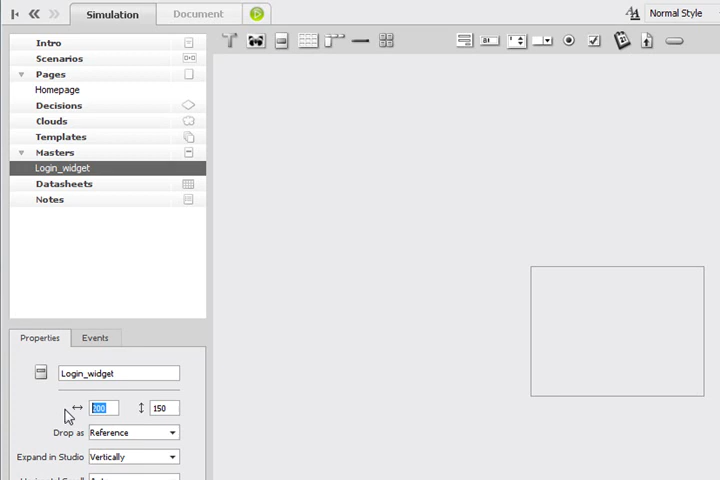 Simulation
Document
Normal Style
Intro
Scenarios
Pages
Homepage
Decisions
Clouds
Templates
Masters
Login_widget
Datasheets
Notes
Properties
Events
Login_widget
200
150
Drop as
Reference
Expand in Studio
Vertically